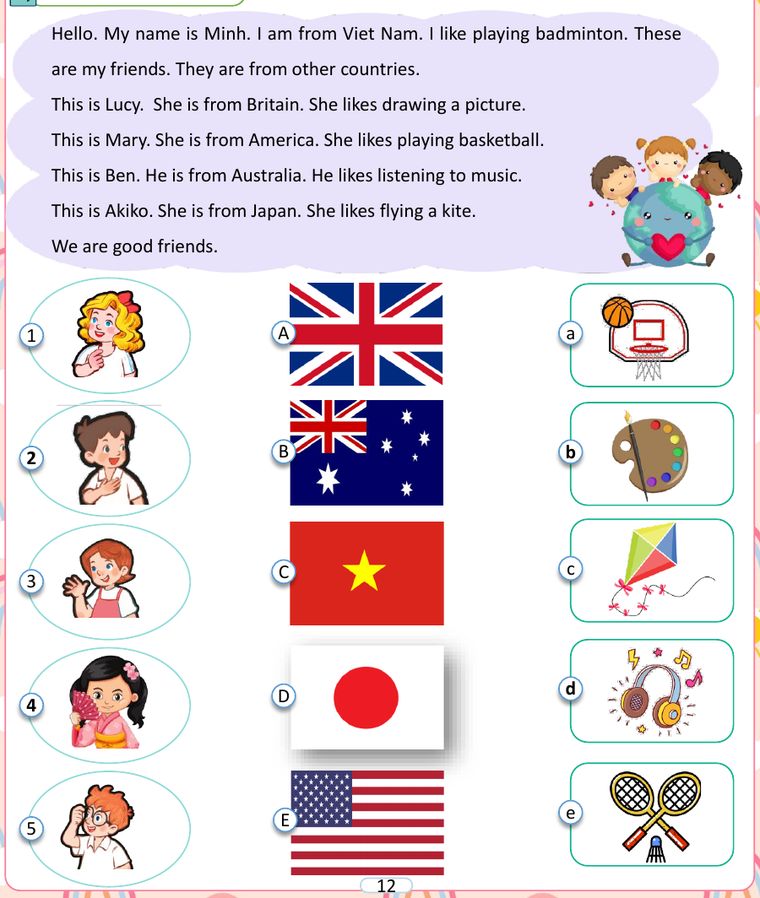 Hello. My name is Minh. I am from Viet Nam. I like playing badminton. These
are my friends. They are from other countries.
This is Lucy. She is from Britain. She likes drawing a picture.
This is Mary. She is from America. She likes playing basketball.
This is Ben. He is from Australia. He likes listening to music.
This is Akiko. She is from Japan. She likes flying a kite.
We are good friends.
1 A a
2 B b
3 C c
4 D d
5 E e
12